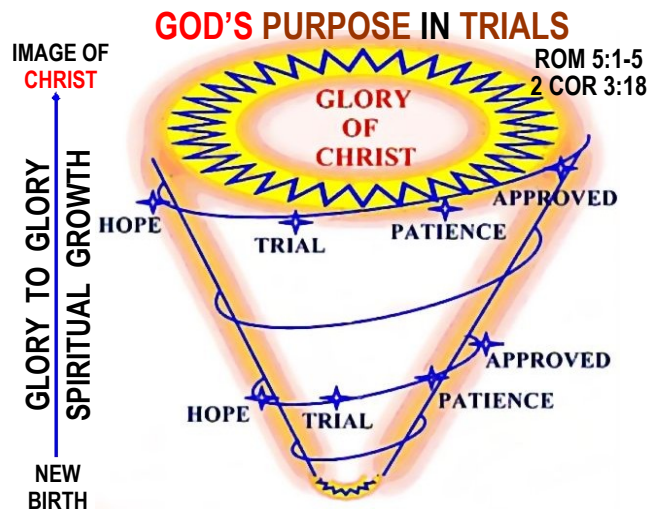 GOD'S PURPOSE IN TRIALS
IMAGE OF
CHRIST
ROM 5:1-5
2 COR 3:18
GLORY
OF
CHRIST
GLORY TO GLORY
SPIRITUAL GROWTH
HOPE
TRIAL
PATIENCE
APPROVED
HOPE
TRIAL
PATIENCE
APPROVED
NEW
BIRTH